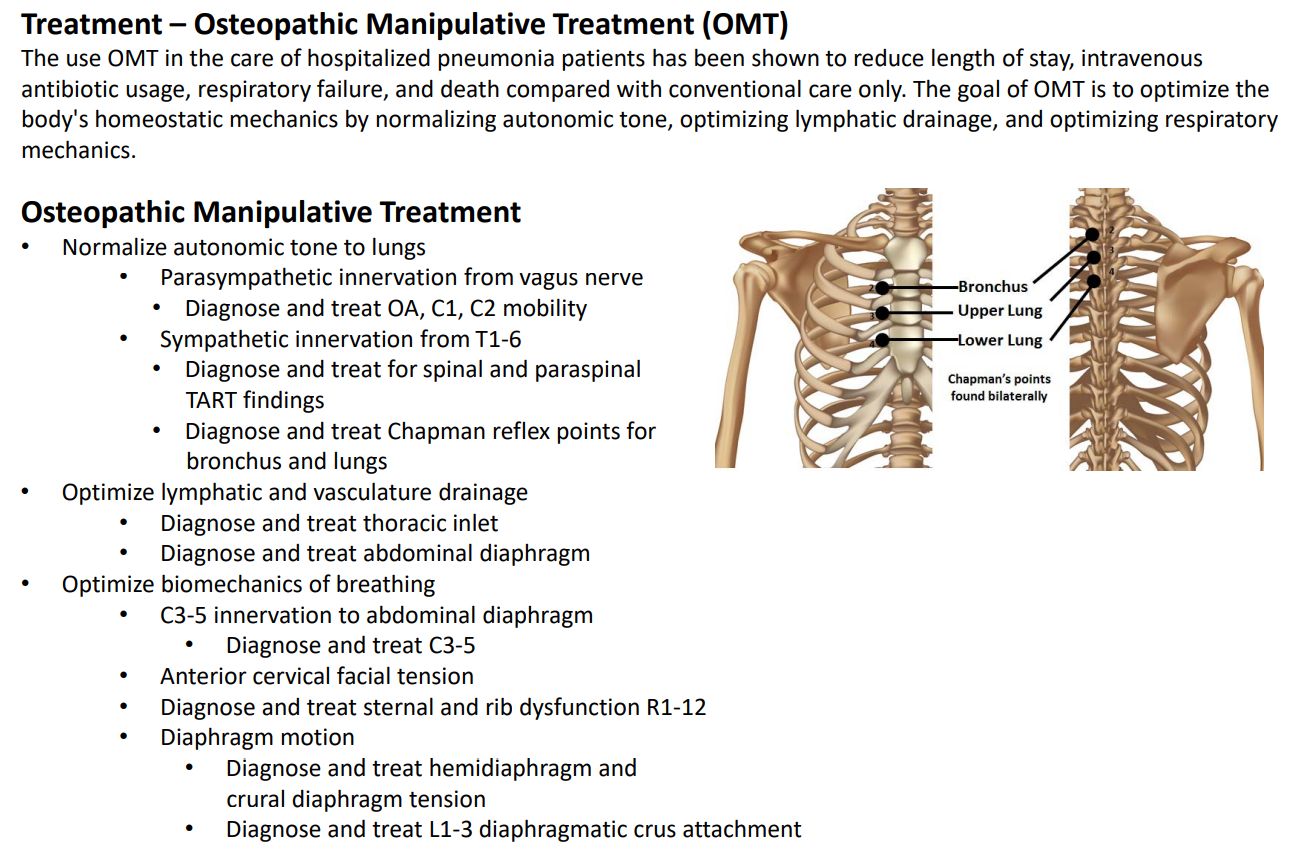 Treatment – Osteopathic Manipulative Treatment (OMT)
The use OMT in the care of hospitalized pneumonia patients has been shown to reduce length of stay, intravenous
antibiotic usage, respiratory failure, and death compared with conventional care only. The goal of OMT is to optimize the
body's homeostatic mechanics by normalizing autonomic tone, optimizing lymphatic drainage, and optimizing respiratory
mechanics.
Osteopathic Manipulative Treatment
• Normalize autonomic tone to lungs
• Parasympathetic innervation from vagus nerve
• Diagnose and treat OA, C1, C2 mobility
• Sympathetic innervation from T1-6
• Diagnose and treat for spinal and paraspinal
TART findings
• Diagnose and treat Chapman reflex points for
bronchus and lungs
• Optimize lymphatic and vasculature drainage
• Diagnose and treat thoracic inlet
• Diagnose and treat abdominal diaphragm
• Optimize biomechanics of breathing
• C3-5 innervation to abdominal diaphragm
• Diagnose and treat C3-5
• Anterior cervical facial tension
• Diagnose and treat sternal and rib dysfunction R1-12
• Diaphragm motion
• Diagnose and treat hemidiaphragm and
crural diaphragm tension
• Diagnose and treat L1-3 diaphragmatic crus attachment
2
3
4
Bronchus
Upper Lung
Lower Lung
Chapman's points
found bilaterally
2
3
4